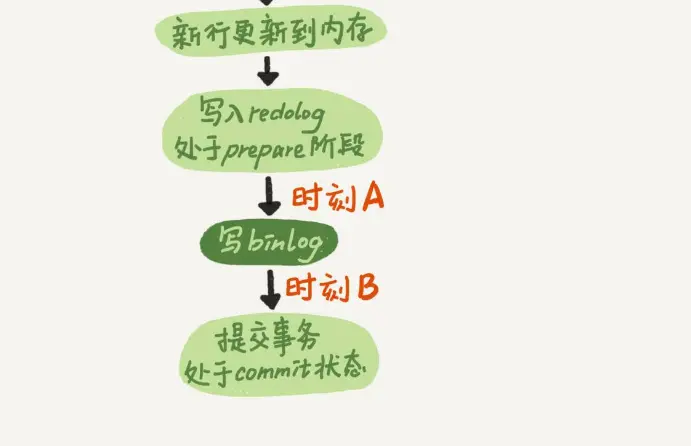 新行更新到内存
写入redolog
处于prepare阶段
时刻A
写binlog
时刻B
提交事务
处于commit状态